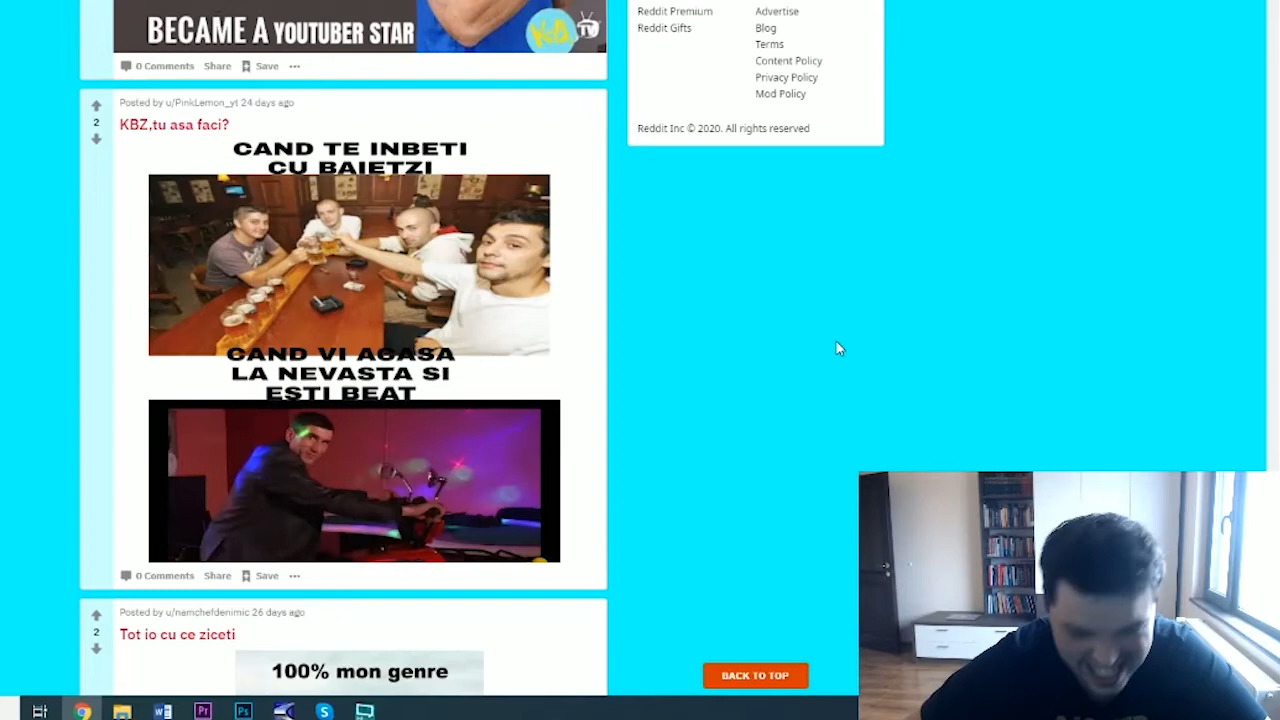 BECAME A YOUTUBER STAR
TV
0 Comments Share Save
Posted by u/PinkLemon_yt 24 days ago
2
KBZ,tu asa faci?
CAND TE INBETI
CU BAIETZI
CAND VI ACASA
LA NEVASTA SI
ESTI BEAT
0 Comments Share Save
Posted by u/namchefdenimic 26 days ago
2
Tot io cu ce ziceti
100% mon genre
Reddit Premium
Reddit Gifts
Advertise
Blog
Terms
Content Policy
Privacy Policy
Mod Policy
Reddit Inc © 2020. All rights reserved
BACK TO TOP
W
Pr
Ps
S